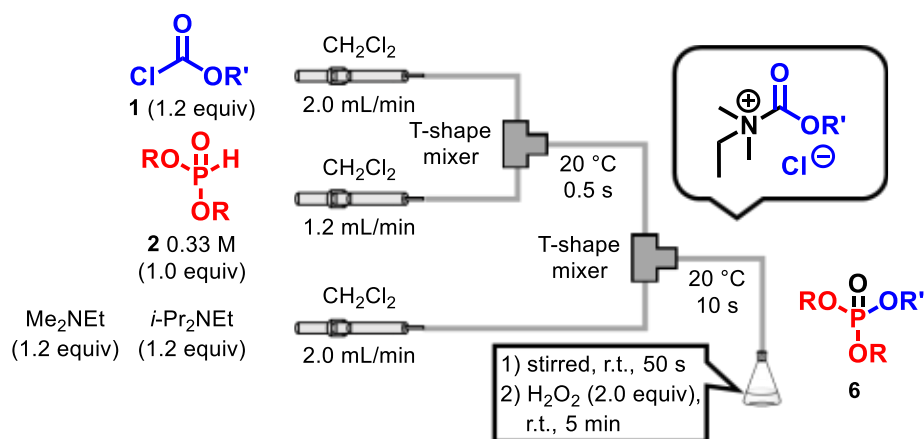 O
Cl
OR'
1 (1.2 equiv)
CH2Cl2
2.0 mL/min
O
RO
P
H
OR
2 0.33 M
(1.0 equiv)
CH2Cl2
1.2 mL/min
T-shape
mixer
20 °C
0.5 s
Me2NEt
(1.2 equiv)
i-Pr2NEt
(1.2 equiv)
CH2Cl2
2.0 mL/min
T-shape
mixer
20 °C
10 s
O
N
+
OR'
Cl −
1) stirred, r.t., 50 s
2) H2O2 (2.0 equiv),
r.t., 5 min
O
RO
P
OR'
OR
6